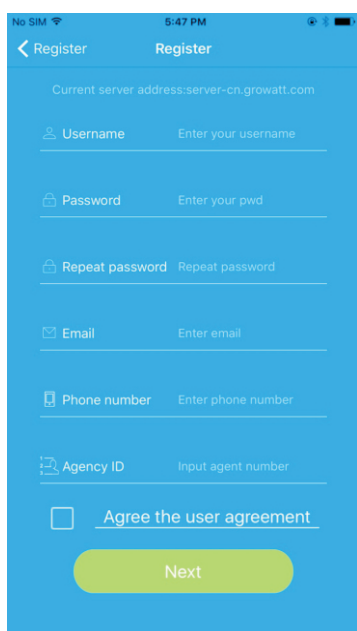 No SIM 5:47 PM
Register Register
Current server address:server-cn.growatt.com
Username Enter your username
Password Enter your pwd
Repeat password Repeat password
Email Enter email
Phone number Enter phone number
Agency ID Input agent number
Agree the user agreement
Next